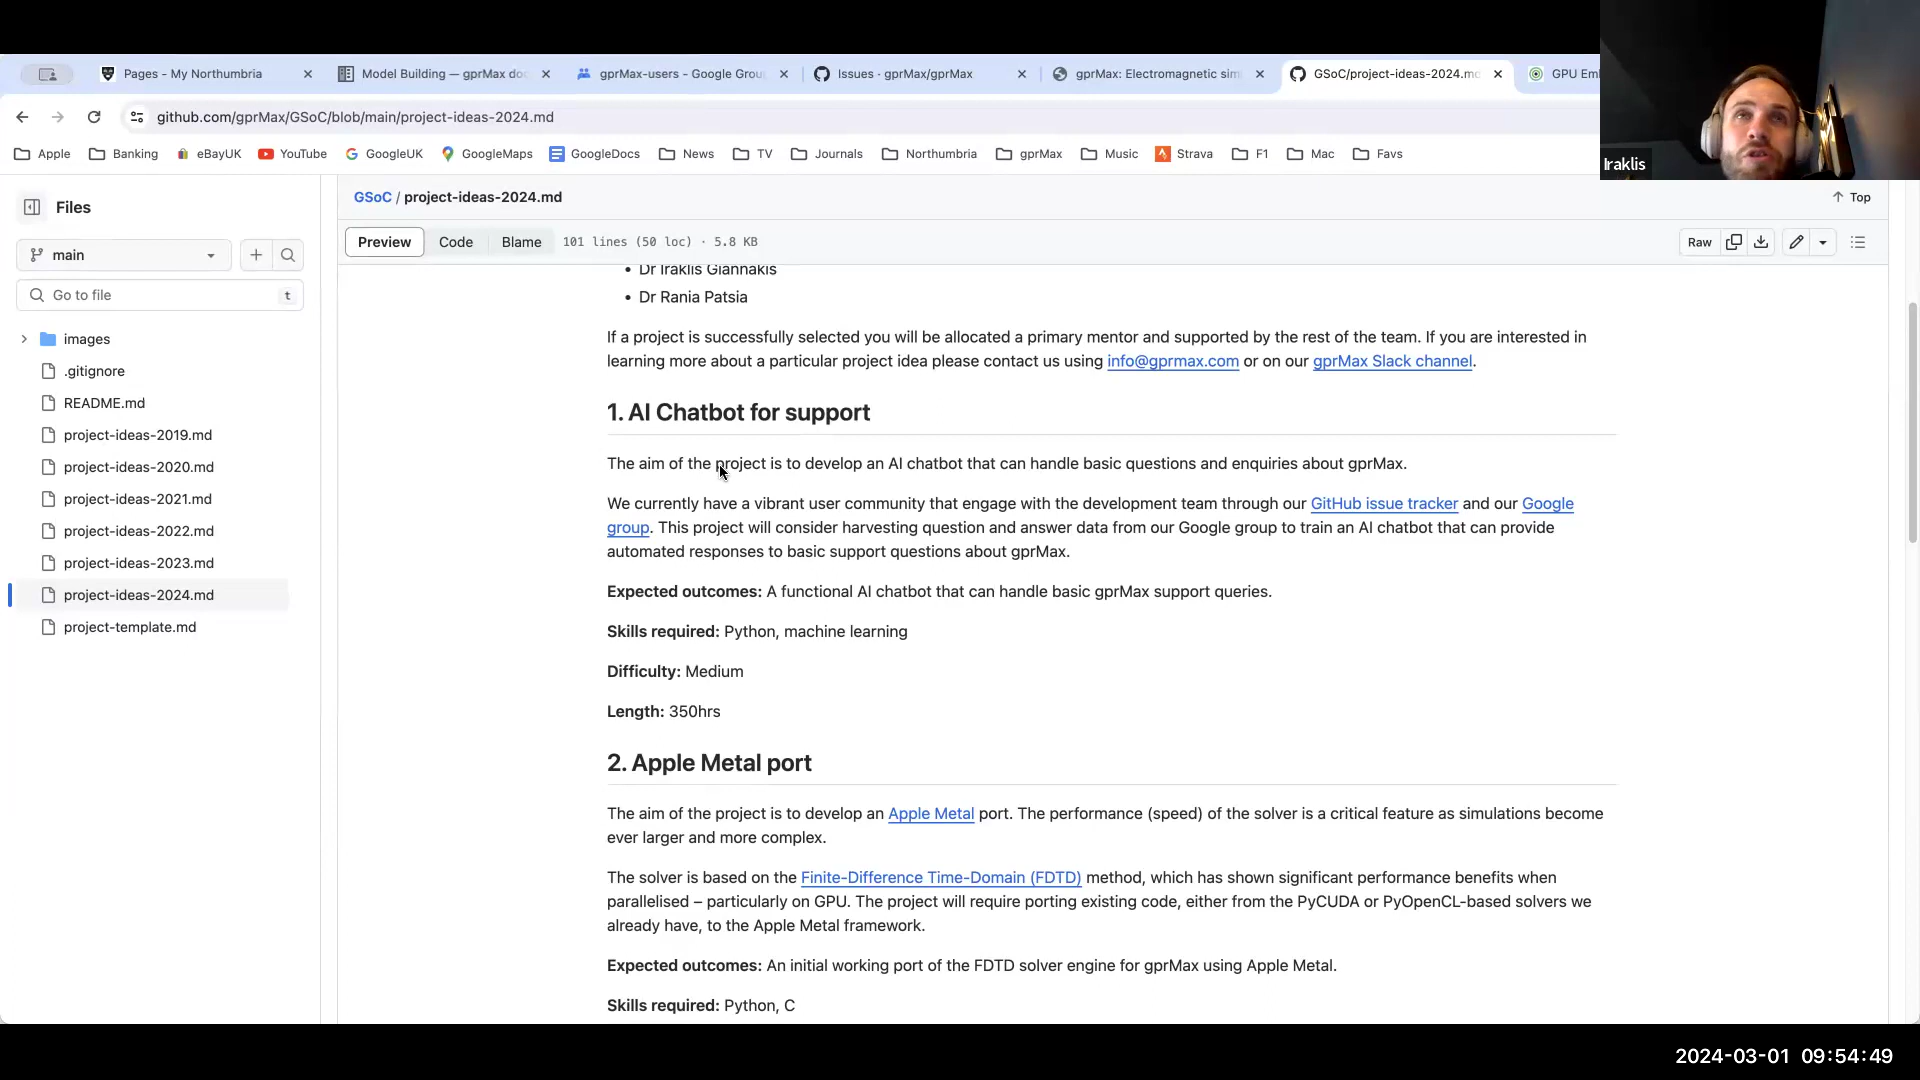 Pages - My Northumbria
Model Building — gprMax do
gprMax-users - Google Grou
Issues · gprMax/gprMax
gprMax: Electromagnetic sim
GSoC/project-ideas-2024.md
GPU Em
github.com/gprMax/GSoC/blob/main/project-ideas-2024.md
Apple Banking eBayUK YouTube GoogleUK GoogleMaps GoogleDocs News TV Journals Northumbria gprMax Music Strava F1 Mac Favs
Iraklis
Files
main
Go to file t
images
.gitignore
README.md
project-ideas-2019.md
project-ideas-2020.md
project-ideas-2021.md
project-ideas-2022.md
project-ideas-2023.md
project-ideas-2024.md
project-template.md
GSoC / project-ideas-2024.md
Top
Preview Code Blame 101 lines (50 loc) · 5.8 KB
Raw
• Dr Iraklis Giannakis
• Dr Rania Patsia
If a project is successfully selected you will be allocated a primary mentor and supported by the rest of the team. If you are interested in
learning more about a particular project idea please contact us using info@gprmax.com or on our gprMax Slack channel.
1. AI Chatbot for support
The aim of the project is to develop an AI chatbot that can handle basic questions and enquiries about gprMax.
We currently have a vibrant user community that engage with the development team through our GitHub issue tracker and our Google
group. This project will consider harvesting question and answer data from our Google group to train an AI chatbot that can provide
automated responses to basic support questions about gprMax.
Expected outcomes: A functional AI chatbot that can handle basic gprMax support queries.
Skills required: Python, machine learning
Difficulty: Medium
Length: 350hrs
2. Apple Metal port
The aim of the project is to develop an Apple Metal port. The performance (speed) of the solver is a critical feature as simulations become
ever larger and more complex.
The solver is based on the Finite-Difference Time-Domain (FDTD) method, which has shown significant performance benefits when
parallelised – particularly on GPU. The project will require porting existing code, either from the PyCUDA or PyOpenCL-based solvers we
already have, to the Apple Metal framework.
Expected outcomes: An initial working port of the FDTD solver engine for gprMax using Apple Metal.
Skills required: Python, C
2024-03-01 09:54:49